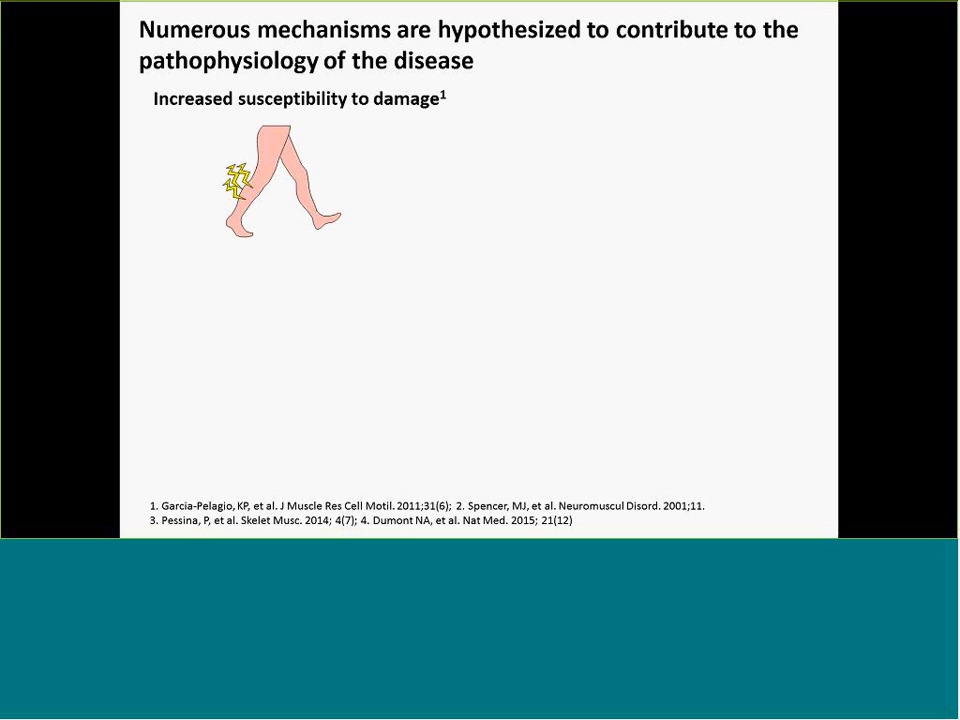 Numerous mechanisms are hypothesized to contribute to the
pathophysiology of the disease
Increased susceptibility to damage¹
1. Garcia-Pelagio, KP, et al. J Muscle Res Cell Motil. 2011;31(6); 2. Spencer, MJ, et al. Neuromuscul Disord. 2001;11.
3. Pessina, P, et al. Skelet Musc. 2014; 4(7); 4. Dumont NA, et al. Nat Med. 2015; 21(12)